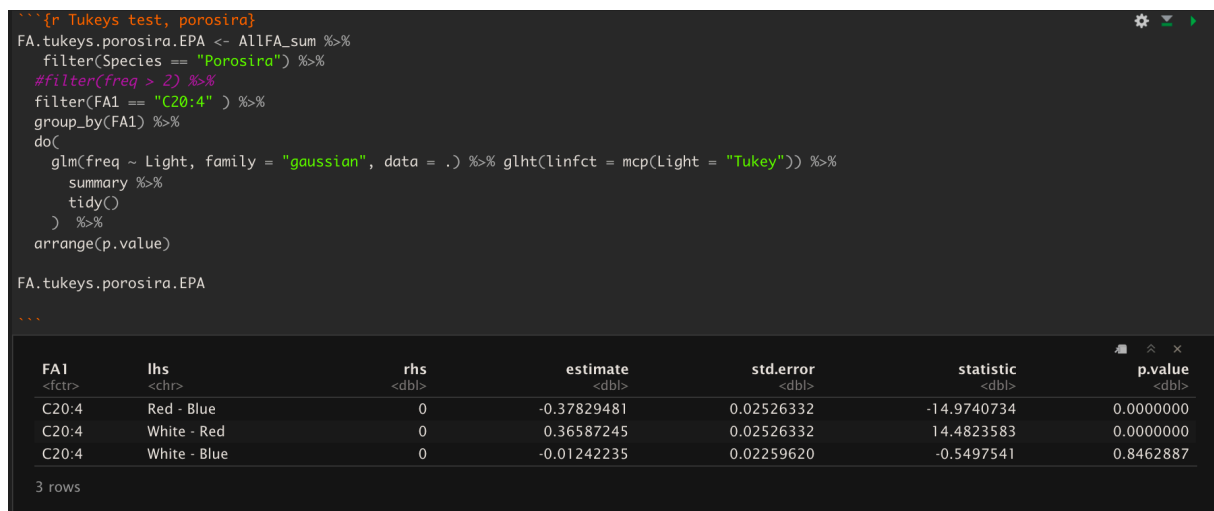 ```{r Tukeys test, porosira}
FA.tukeys.porosira.EPA <- AllFA_sum %>%
   filter(Species == "Porosira") %>%
  #filter(freq > 2) %>%
  filter(FA1 == "C20:4" ) %>%
  group_by(FA1) %>%
  do(
    glm(freq ~ Light, family = "gaussian", data = .) %>% glht(linfct = mcp(Light = "Tukey")) %>%
      summary %>%
      tidy()
    )  %>%
  arrange(p.value)
FA.tukeys.porosira.EPA
```
FA1 lhs rhs estimate std.error statistic p.value
<fctr> <chr> <dbl> <dbl> <dbl> <dbl> <dbl>
C20:4 Red - Blue 0 -0.37829481 0.02526332 -14.9740734 0.0000000
C20:4 White - Red 0 0.36587245 0.02526332 14.4823583 0.0000000
C20:4 White - Blue 0 -0.01242235 0.02259620 -0.5497541 0.8462887
3 rows